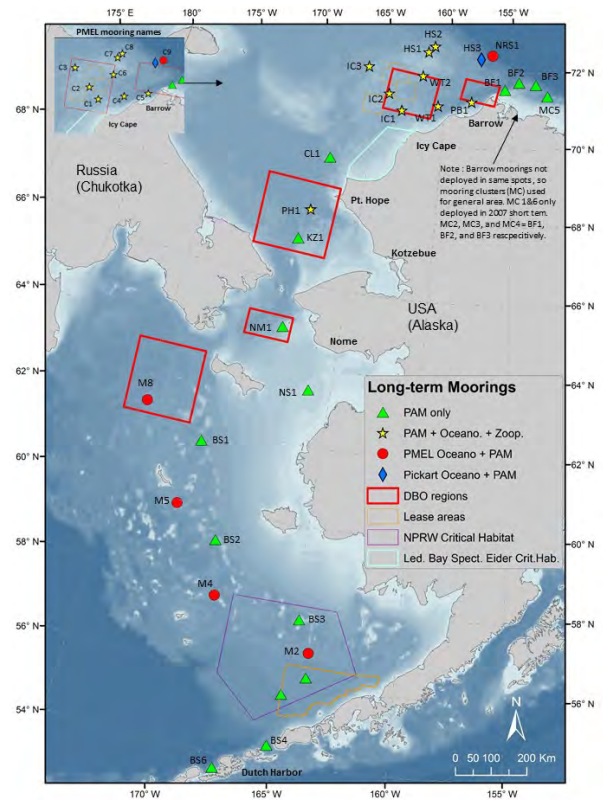 175° E
180°
175° W
170° W
165° W
160° W
155° W
PMEL mooring names
C3
C7
C8
C9
C6
C2
C1
C4
C5
Barrow
Icy Cape
HS2
HS1
HS3
NRS1
IC3
WT2
BF1
BF2
BF3
IC2
IC1
WT1
PB1
MC5
Barrow
Icy Cape
CL1
Note : Barrow moorings not
deployed in same spots, so
mooring clusters (MC) used
for general area. MC 1&6 only
deployed in 2007 short term.
MC2, MC3, and MC4= BF1,
BF2, and BF3 rescpecitively.
Russia
(Chukotka)
Pt. Hope
PH1
KZ1
Kotzebue
USA
(Alaska)
NM1
Nome
M8
NS1
BS1
M5
BS2
M4
BS3
M2
BS4
BS6
Dutch Harbor
Long-term Moorings
PAM only
PAM + Oceano. + Zoop.
PMEL Oceano + PAM
Pickart Oceano + PAM
DBO regions
Lease areas
NPRW Critical Habitat
Led. Bay Spect. Eider Crit.Hab.
N
0 50 100 200 Km
68° N
66° N
64° N
62° N
60° N
58° N
56° N
54° N
72° N
70° N
68° N
66° N
64° N
62° N
60° N
58° N
56° N
170° W
165° W
160° W
155° W